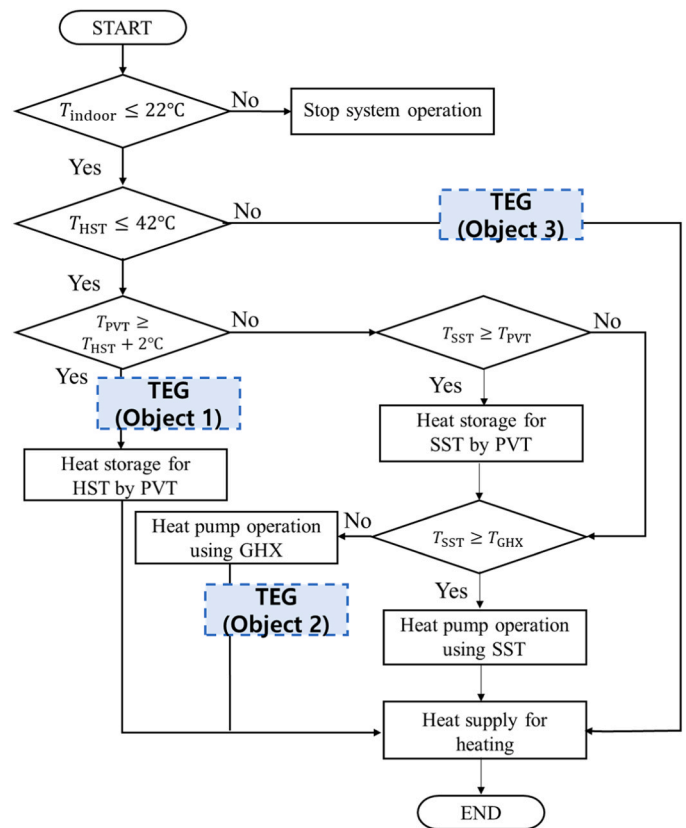 START
T_indoor ≤ 22℃
No
Stop system operation
Yes
T_HST ≤ 42℃
No
TEG
(Object 3)
Yes
T_PVT ≥
T_HST + 2℃
No
T_SST ≥ T_PVT
No
Yes
TEG
(Object 1)
Yes
Heat storage for
SST by PVT
Heat storage for
HST by PVT
Heat pump operation
using GHX
No
T_SST ≥ T_GHX
TEG
(Object 2)
Yes
Heat pump operation
using SST
Heat supply for
heating
END